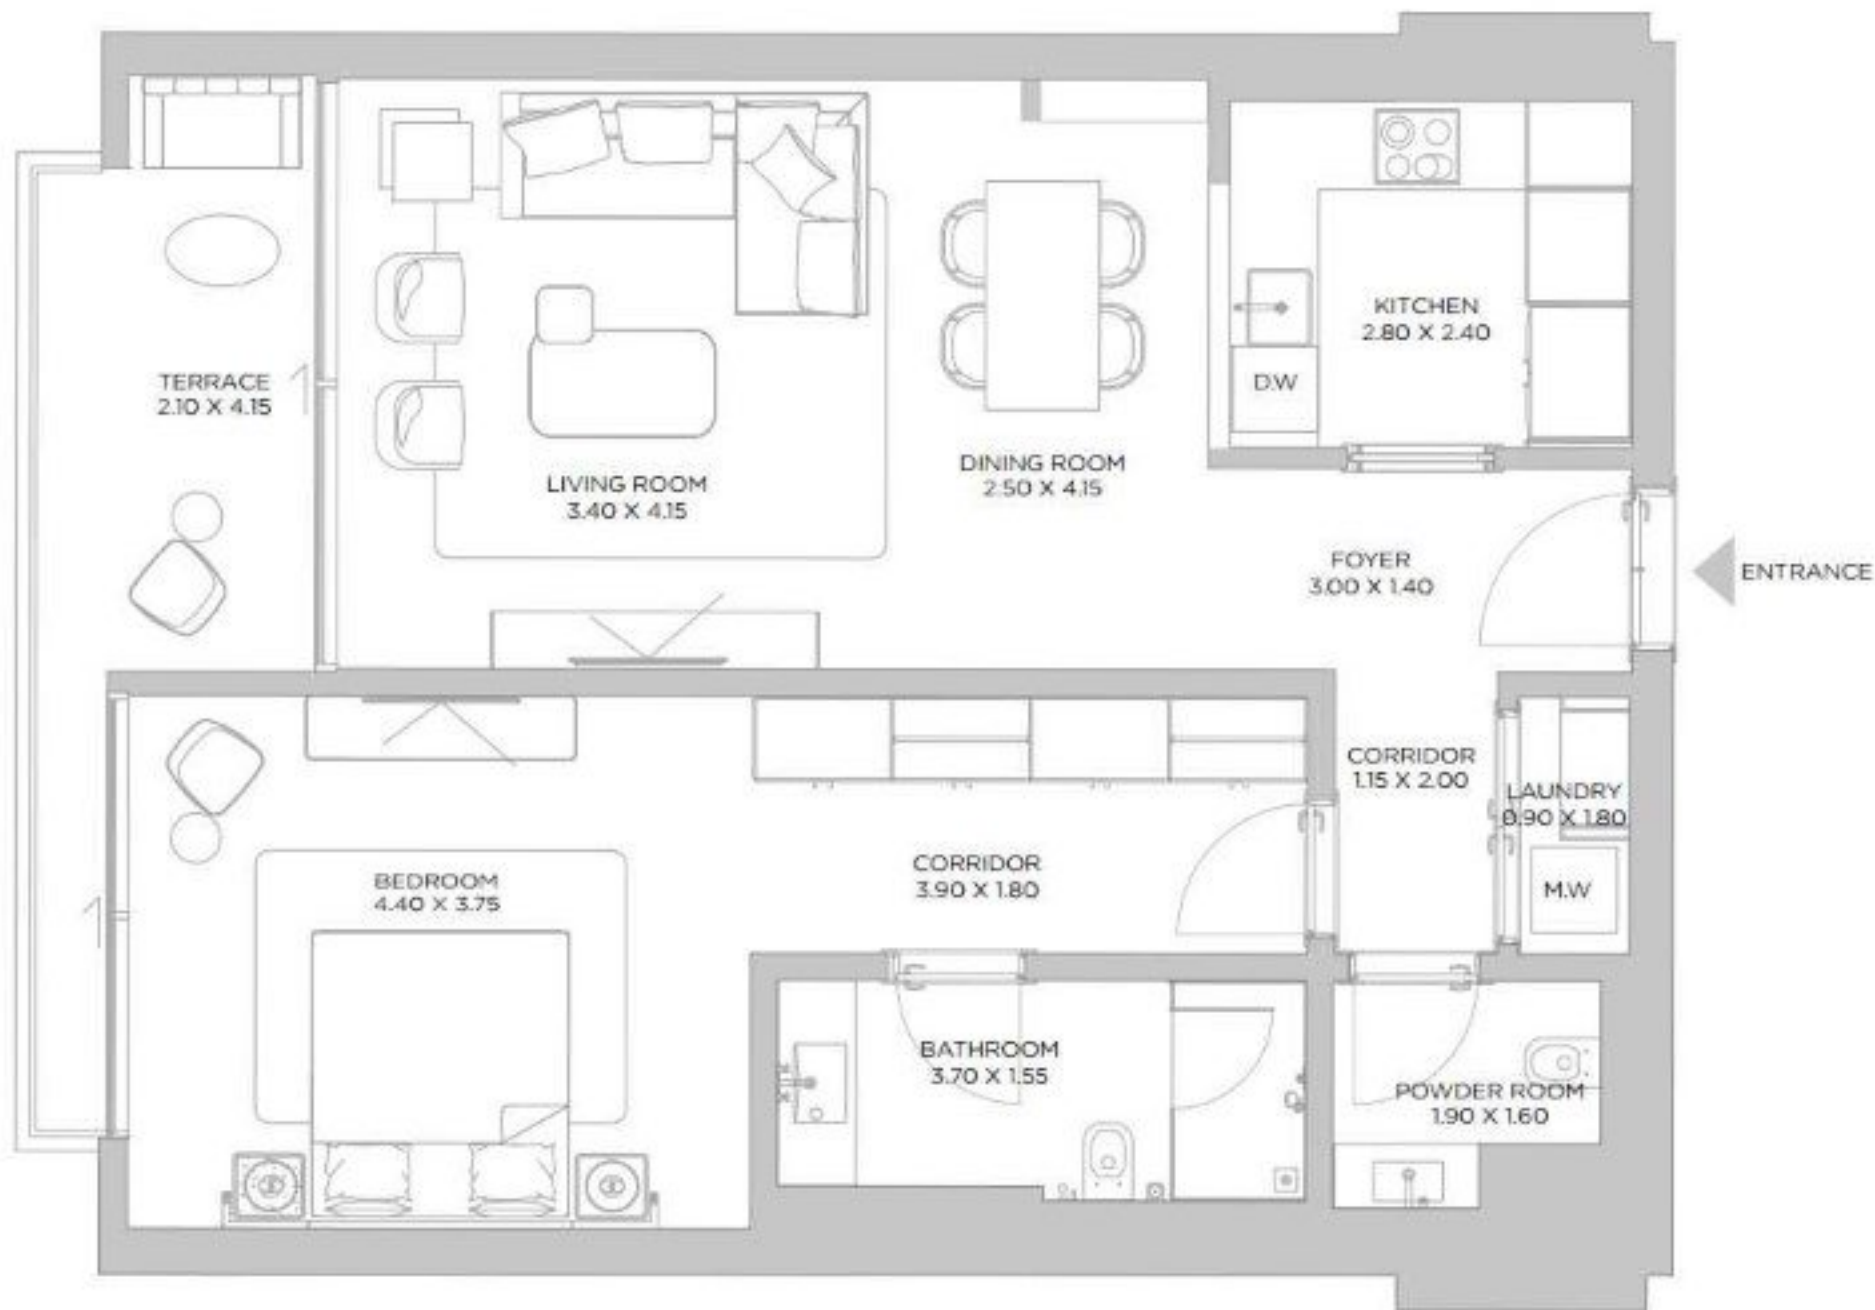 KITCHEN
2.80 X 2.40
D.W
TERRACE
2.10 X 4.15
LIVING ROOM
3.40 X 4.15
DINING ROOM
2.50 X 4.15
FOYER
3.00 X 1.40
ENTRANCE
CORRIDOR
1.15 X 2.00
LAUNDRY
0.90 X 1.80
M.W
BEDROOM
4.40 X 3.75
CORRIDOR
3.90 X 1.80
BATHROOM
3.70 X 1.55
POWDER ROOM
1.90 X 1.60